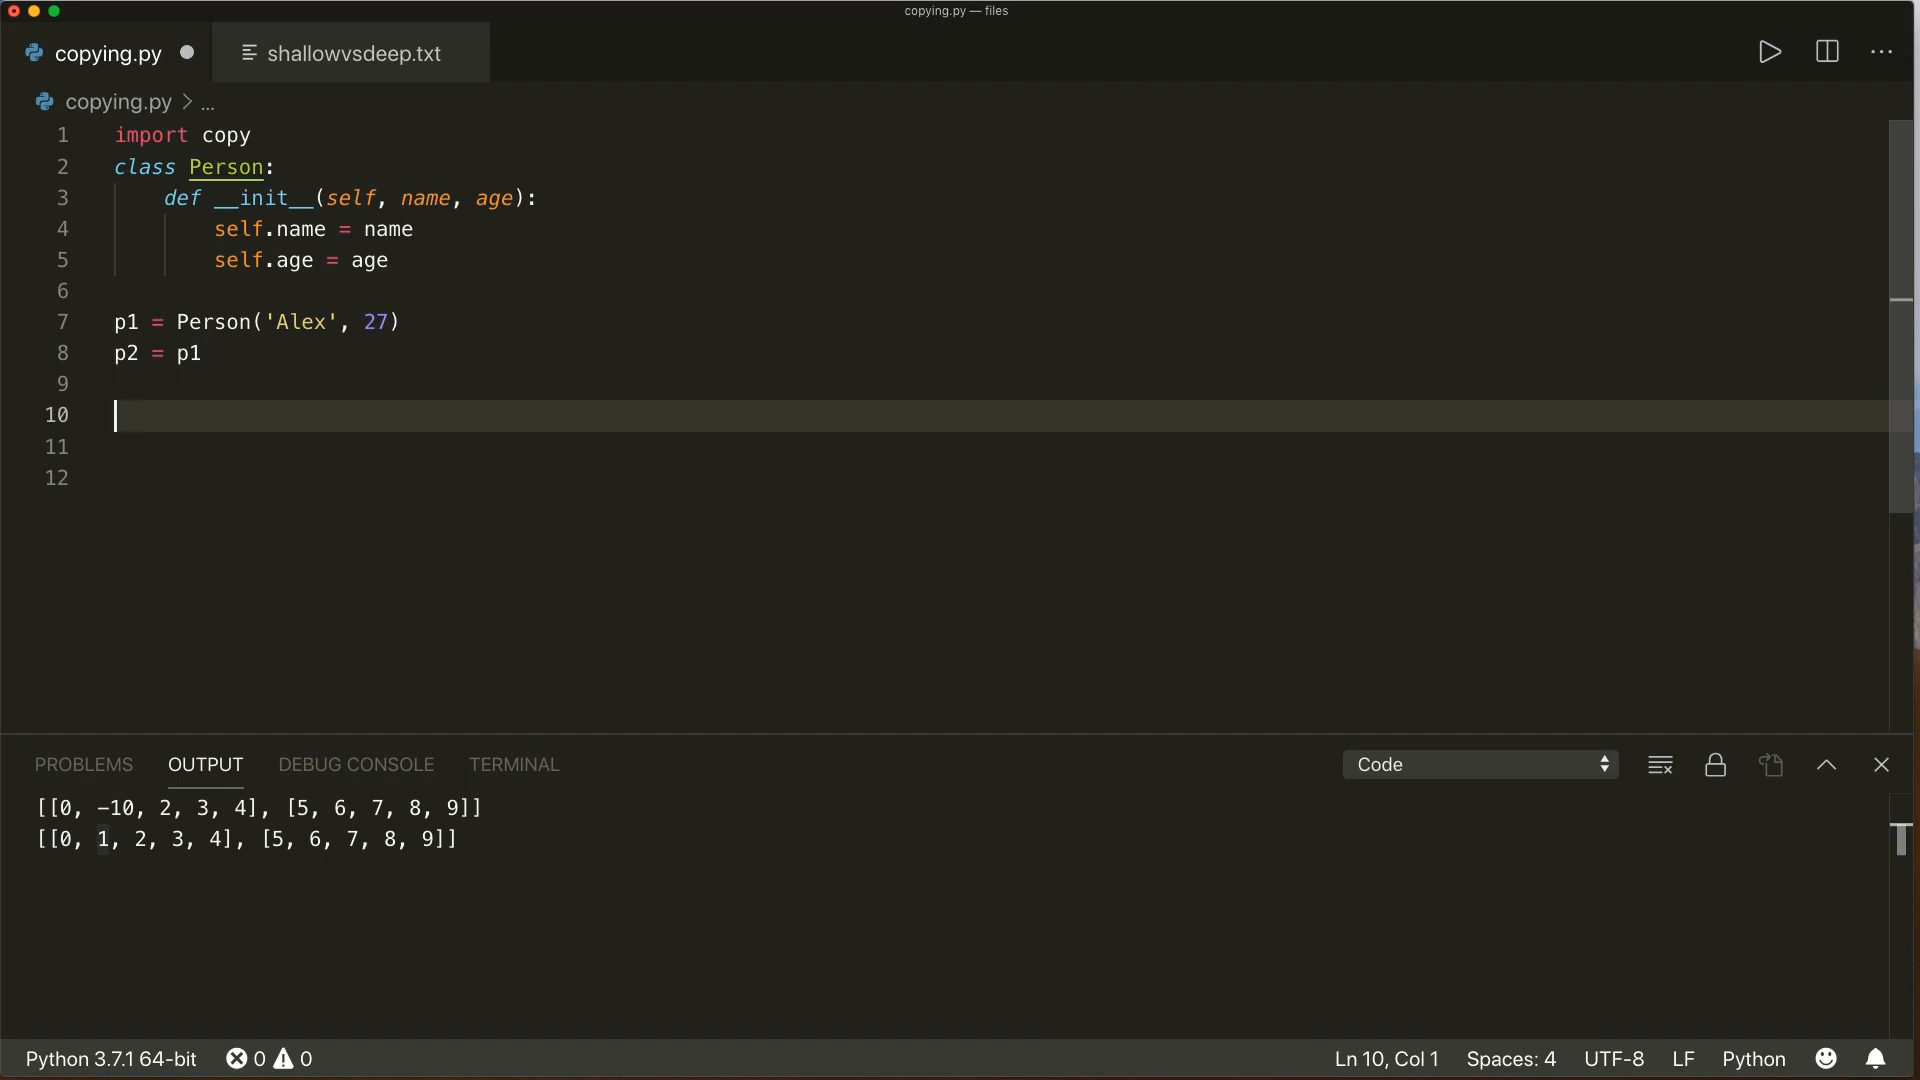 copying.py — files
copying.py shallowvsdeep.txt
copying.py > ...
1 import copy
2 class Person:
3     def __init__(self, name, age):
4         self.name = name
5         self.age = age
6
7 p1 = Person('Alex', 27)
8 p2 = p1
9
10
11
12
PROBLEMS OUTPUT DEBUG CONSOLE TERMINAL Code
[[0, -10, 2, 3, 4], [5, 6, 7, 8, 9]]
[[0, 1, 2, 3, 4], [5, 6, 7, 8, 9]]
Python 3.7.1 64-bit 0 0 Ln 10, Col 1 Spaces: 4 UTF-8 LF Python